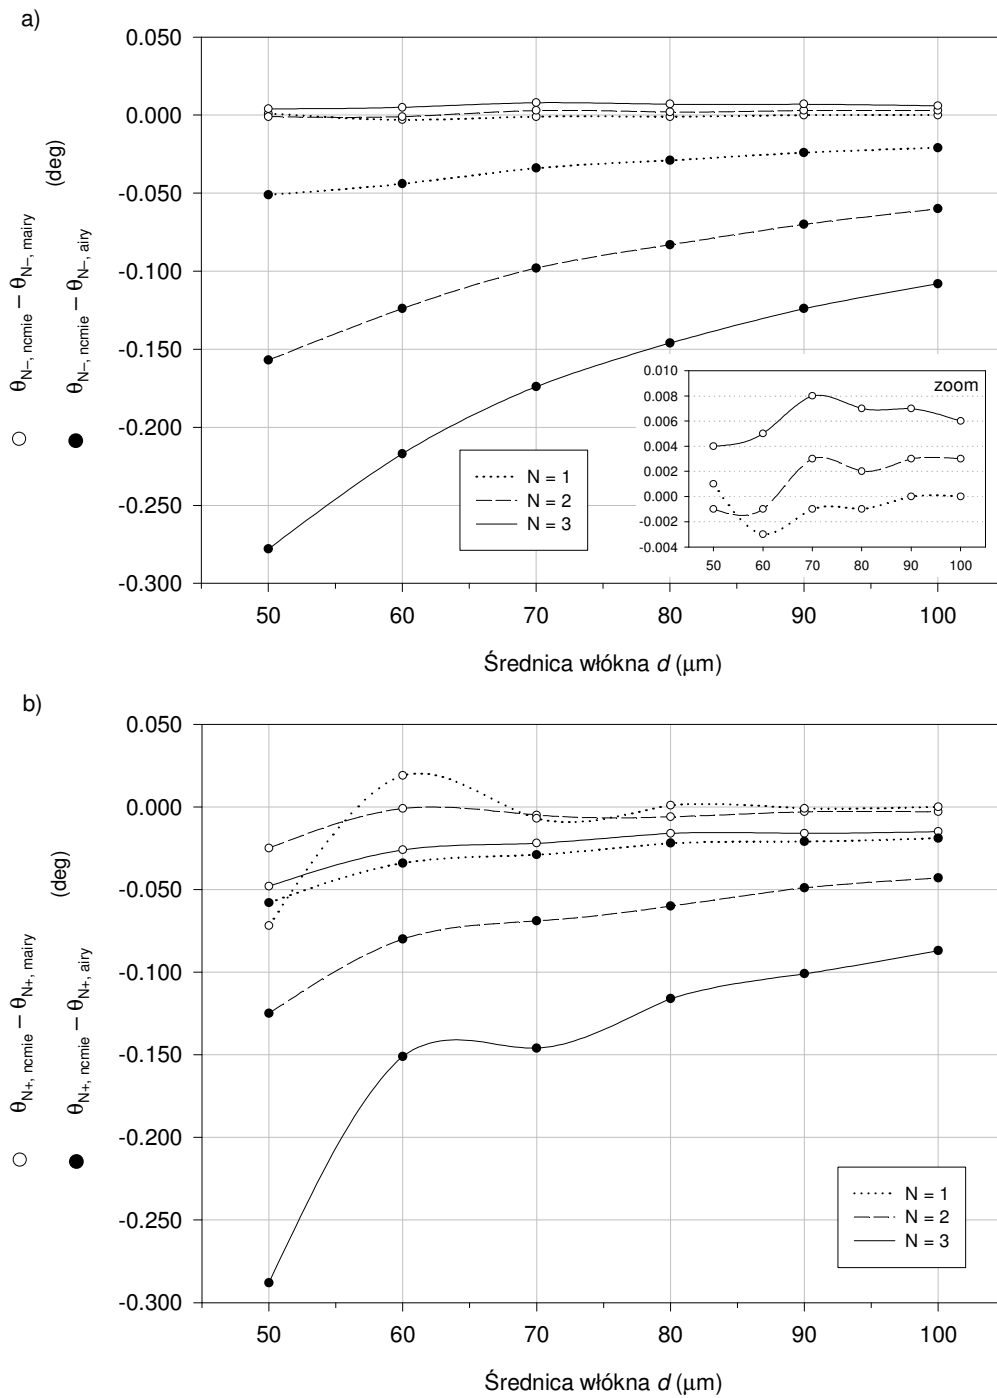 a)
0.050
0.000
-0.050
-0.100
-0.150
-0.200
-0.250
-0.300
(deg)
θN–, ncmie – θN–, mairy
θN–, ncmie – θN–, airy
N = 1
N = 2
N = 3
zoom
0.010
0.008
0.006
0.004
0.002
0.000
-0.002
-0.004
50 60 70 80 90 100
50 60 70 80 90 100
Średnica włókna d (μm)
b)
0.050
0.000
-0.050
-0.100
-0.150
-0.200
-0.250
-0.300
(deg)
θN+, ncmie – θN+, mairy
θN+, ncmie – θN+, airy
N = 1
N = 2
N = 3
50 60 70 80 90 100
Średnica włókna d (μm)